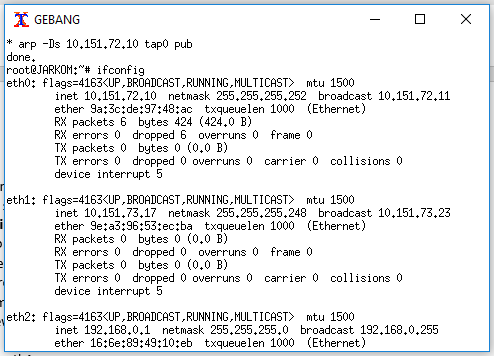 GEBANG
* arp -Ds 10.151.72.10 tap0 pub
done.
root@JARKOM:~# ifconfig
eth0: flags=4163<UP,BROADCAST,RUNNING,MULTICAST>  mtu 1500
        inet 10.151.72.10  netmask 255.255.255.252  broadcast 10.151.72.11
        ether 9a:3c:de:97:48:ac  txqueuelen 1000  (Ethernet)
        RX packets 6  bytes 424 (424.0 B)
        RX errors 0  dropped 6  overruns 0  frame 0
        TX packets 0  bytes 0 (0.0 B)
        TX errors 0  dropped 0 overruns 0  carrier 0  collisions 0
        device interrupt 5
eth1: flags=4163<UP,BROADCAST,RUNNING,MULTICAST>  mtu 1500
        inet 10.151.73.17  netmask 255.255.255.248  broadcast 10.151.73.23
        ether 9e:a3:96:53:ec:ba  txqueuelen 1000  (Ethernet)
        RX packets 0  bytes 0 (0.0 B)
        RX errors 0  dropped 0  overruns 0  frame 0
        TX packets 0  bytes 0 (0.0 B)
        TX errors 0  dropped 0 overruns 0  carrier 0  collisions 0
        device interrupt 5
eth2: flags=4163<UP,BROADCAST,RUNNING,MULTICAST>  mtu 1500
        inet 192.168.0.1  netmask 255.255.255.0  broadcast 192.168.0.255
        ether 16:6e:89:49:10:eb  txqueuelen 1000  (Ethernet)